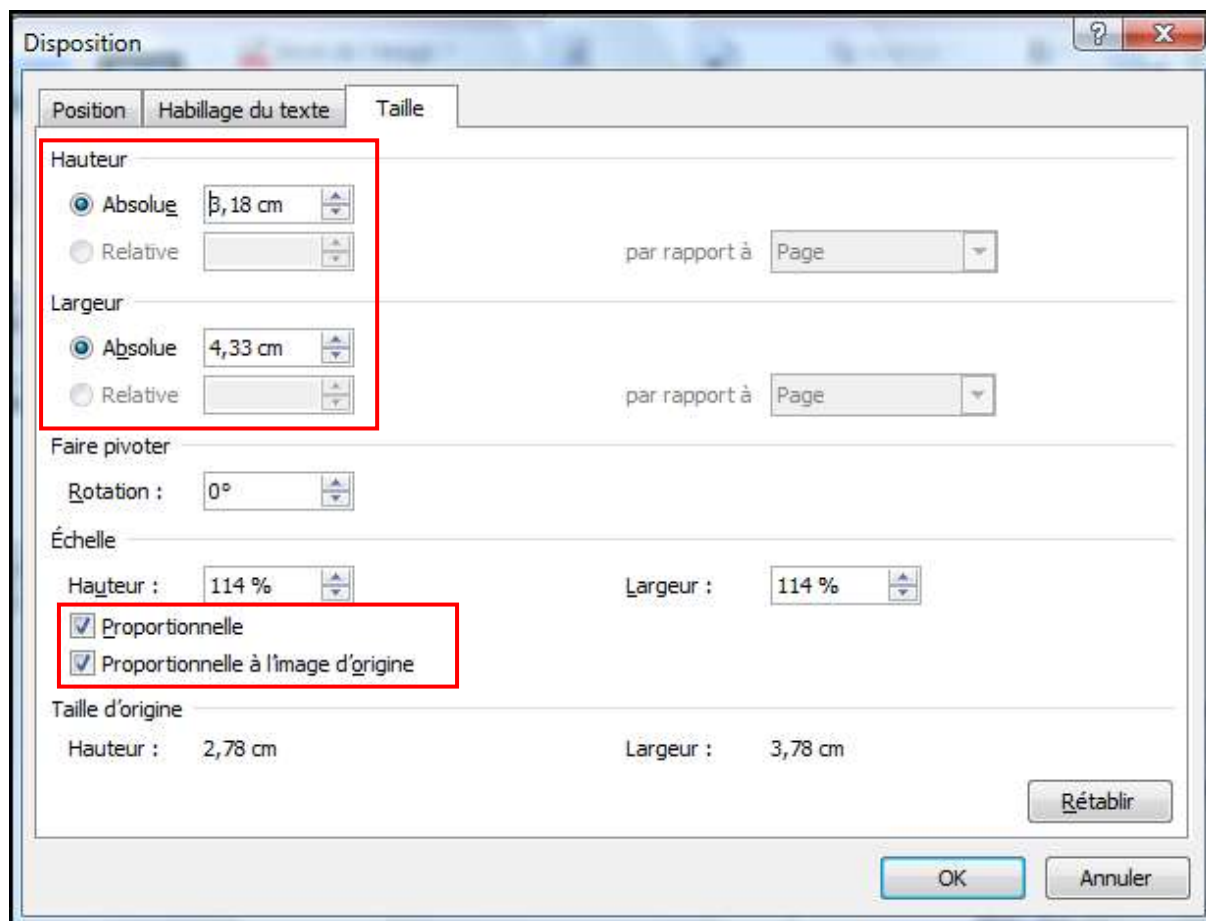 Disposition
Position Habillage du texte Taille
Hauteur
Absolue 3,18 cm
Relative par rapport à Page
Largeur
Absolue 4,33 cm
Relative par rapport à Page
Faire pivoter
Rotation : 0°
Échelle
Hauteur : 114 % Largeur : 114 %
Proportionnelle
Proportionnelle à l’image d’origine
Taille d’origine
Hauteur : 2,78 cm Largeur : 3,78 cm
Rétablir
OK Annuler